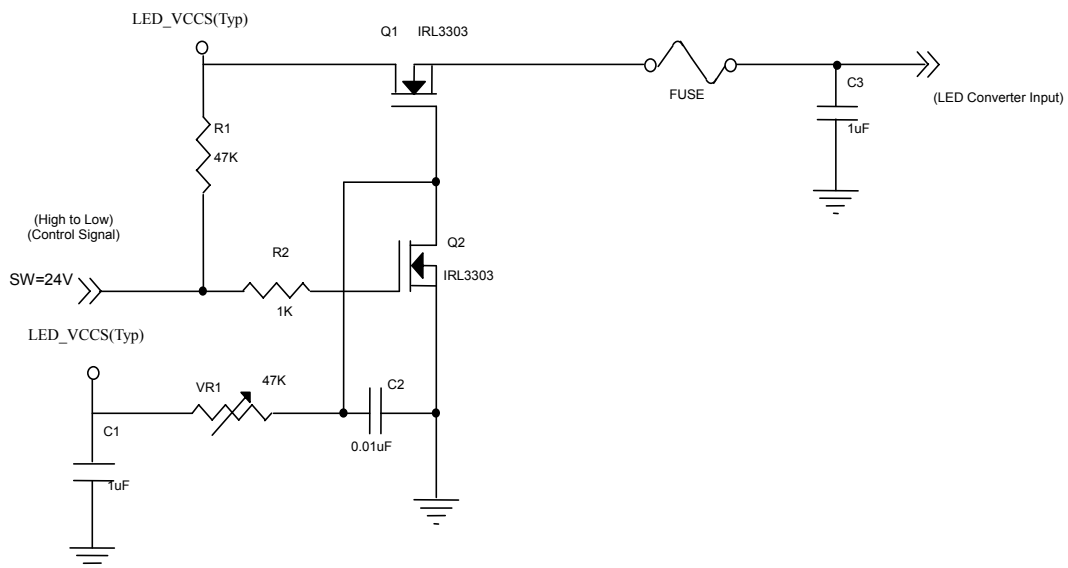 LED_VCCS(Typ)
Q1 IRL3303
FUSE
C3
1uF
(LED Converter Input)
R1
47K
(High to Low)
(Control Signal)
SW=24V
R2
1K
Q2
IRL3303
LED_VCCS(Typ)
VR1
47K
C2
0.01uF
C1
1uF